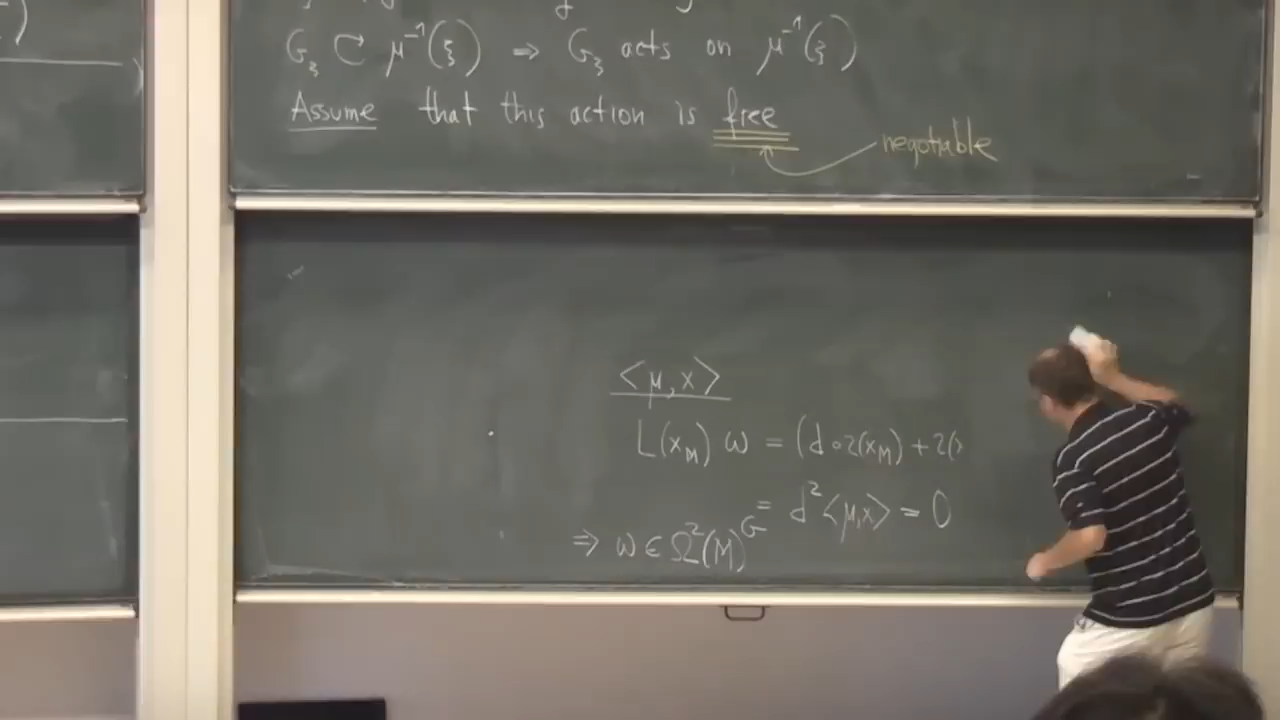 G_ξ ⊂ μ⁻¹(ξ) ⇒ G_ξ acts on μ⁻¹(ξ)
Assume that this action is free
negotiable
<μ,x>
L(x_M) ω = (d∘ι(x_M) + ι(x
= d²<μ,x> = 0
⇒ ω ∈ Ω²(M)^G